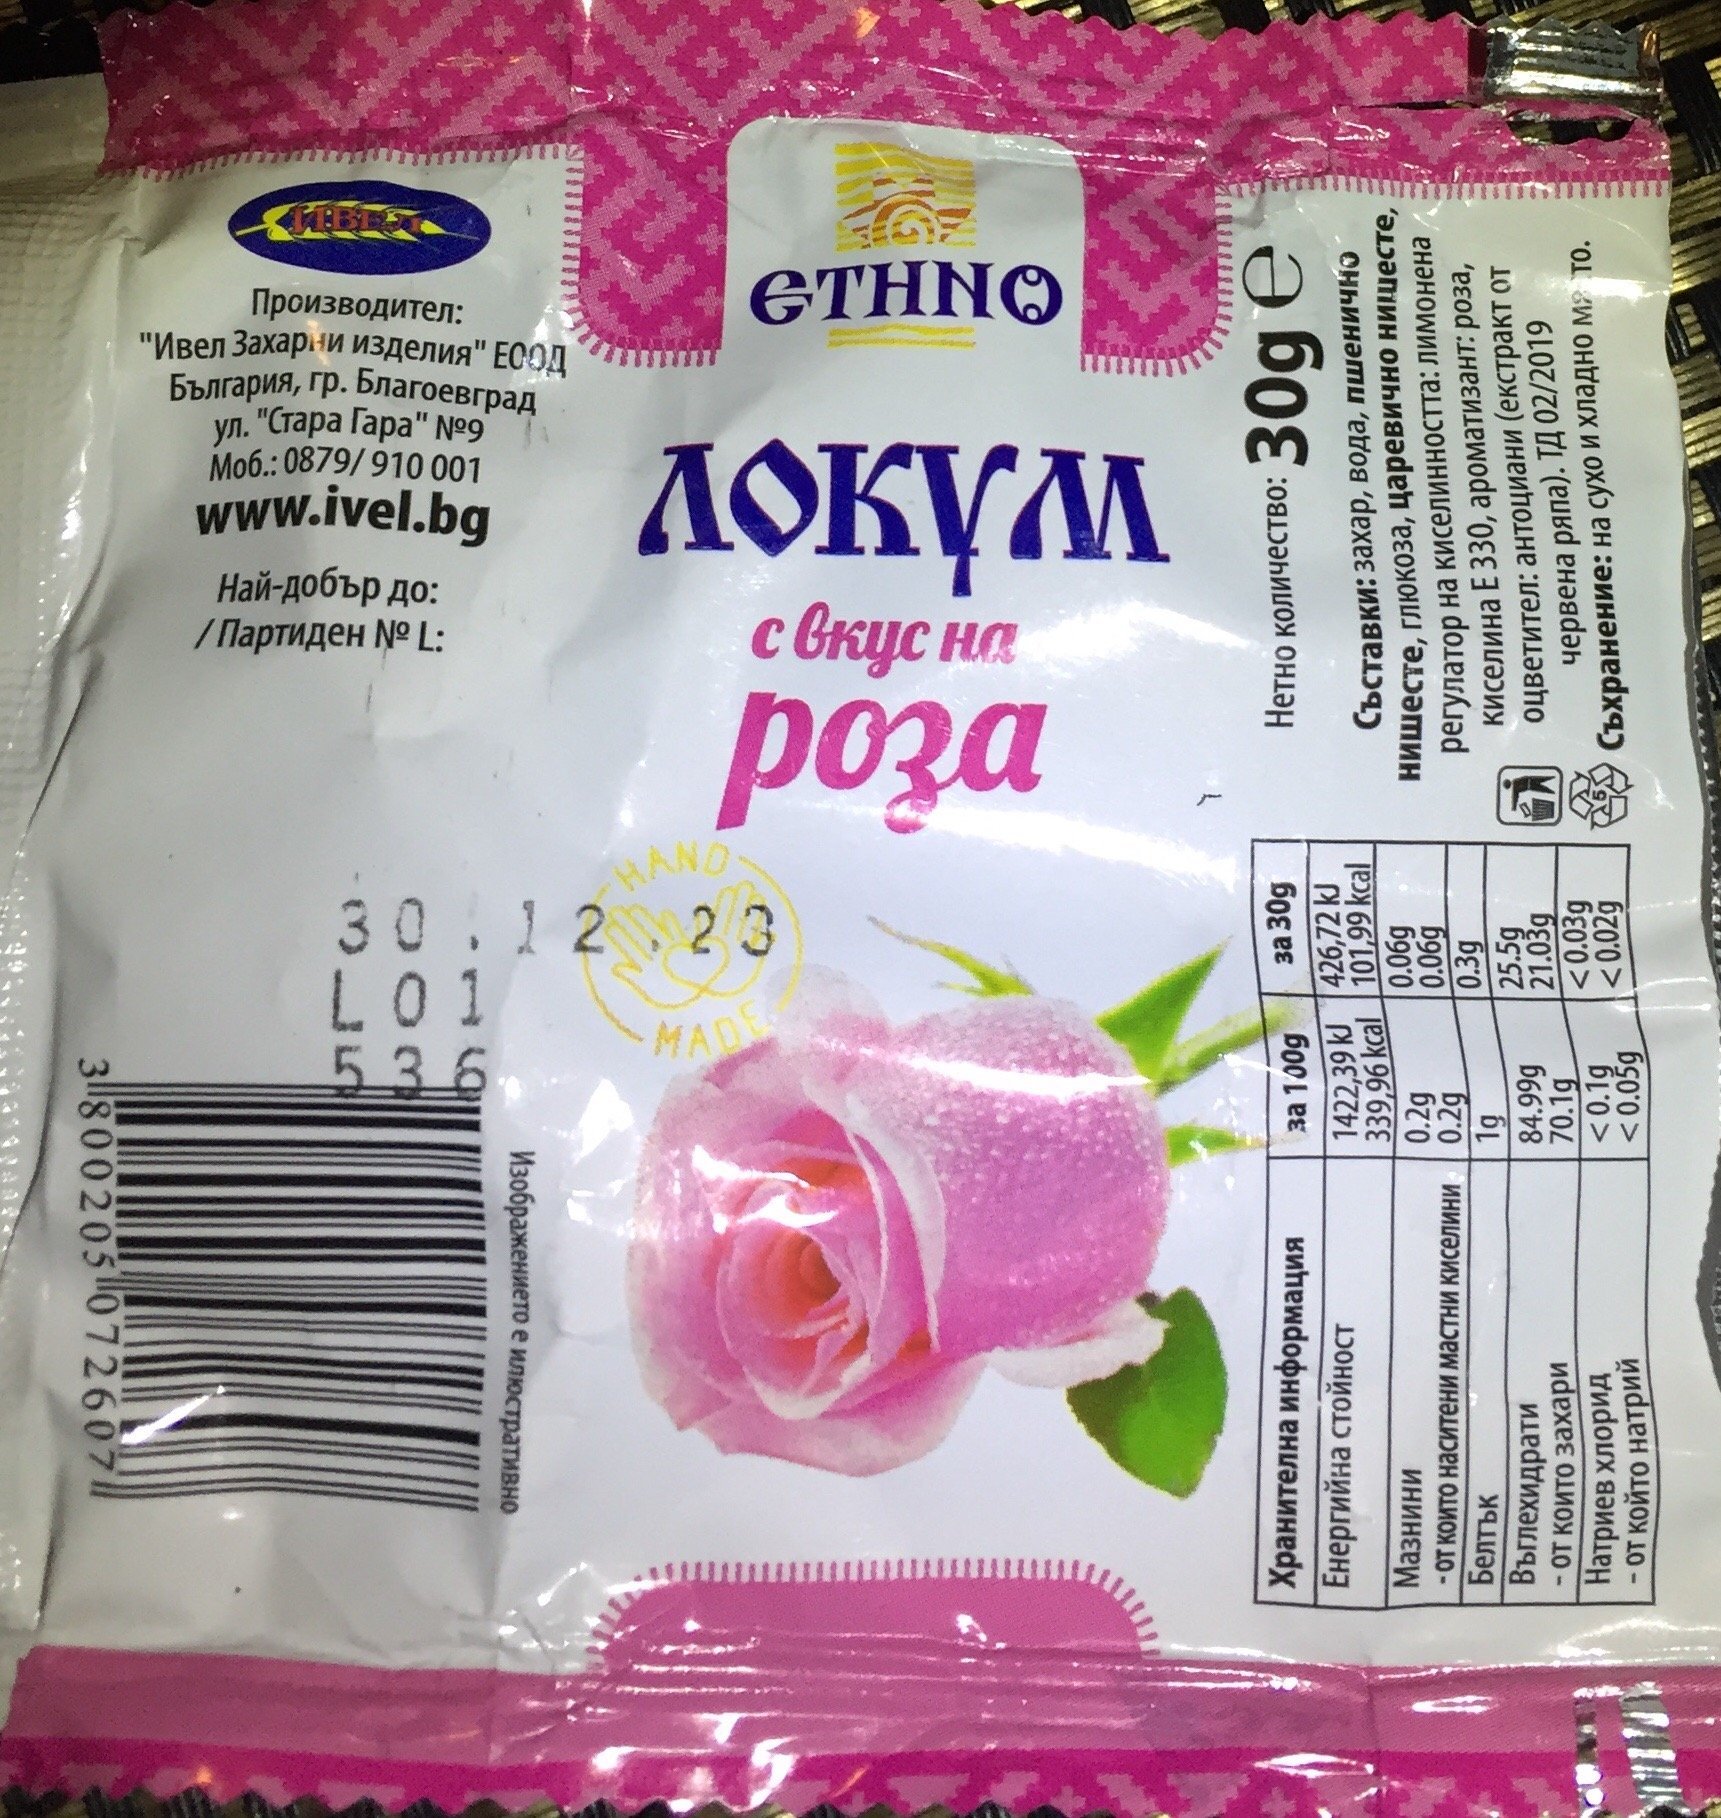 ИВЕЛ
Производител:
"Ивел Захарни изделия" ЕООД
България, гр. Благоевград
ул. "Стара Гара" №9
Моб.: 0879/ 910 001
www.ivel.bg
Най-добър до:
/ Партиден № L:
30.12.23
L01
536
3800205072607
Изображението е илюстративно
ETHNO
ЛОКУМ
с вкус на
роза
HAND
MADE
Нетно количество: 30g e
Съставки: захар, вода, пшенично
нишесте, глюкоза, царевично нишесте,
регулатор на киселинността: лимонена
киселина Е 330, ароматизант: роза,
оцветител: антоциани (екстракт от
червена ряпа). ТД 02/2019
Съхранение: на сухо и хладно място.
5
Хранителна информация за 100g за 30g
Енергийна стойност 1422,39 kJ 426,72 kJ
339,96 kcal 101,99 kcal
Мазнини 0.2g 0.06g
- от които наситени мастни киселини 0.2g 0.06g
Белтък 1g 0.3g
Въглехидрати 84.99g 25.5g
- от които захари 70.1g 21.03g
Натриев хлорид < 0.1g < 0.03g
- от който натрий < 0.05g < 0.02g